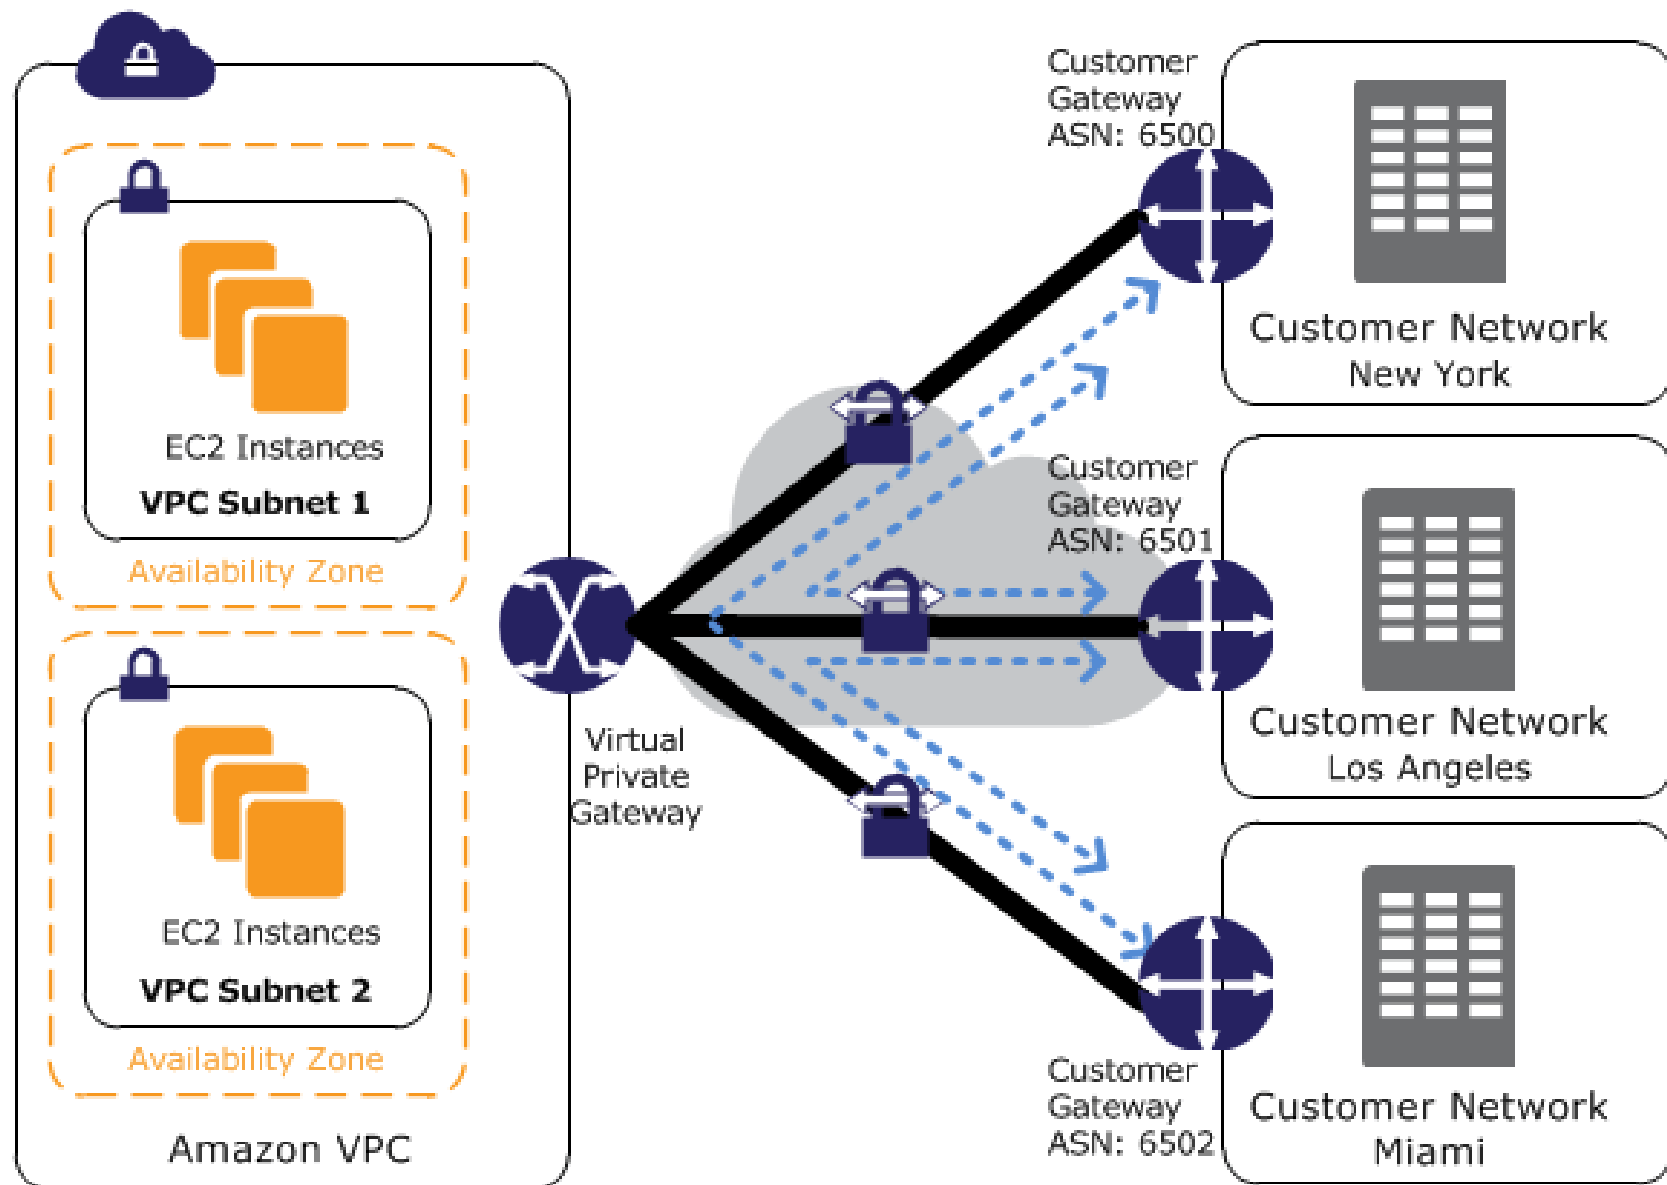 EC2 Instances
VPC Subnet 1
Availability Zone
EC2 Instances
VPC Subnet 2
Availability Zone
Amazon VPC
Virtual
Private
Gateway
Customer
Gateway
ASN: 6500
Customer Network
New York
Customer
Gateway
ASN: 6501
Customer Network
Los Angeles
Customer
Gateway
ASN: 6502
Customer Network
Miami